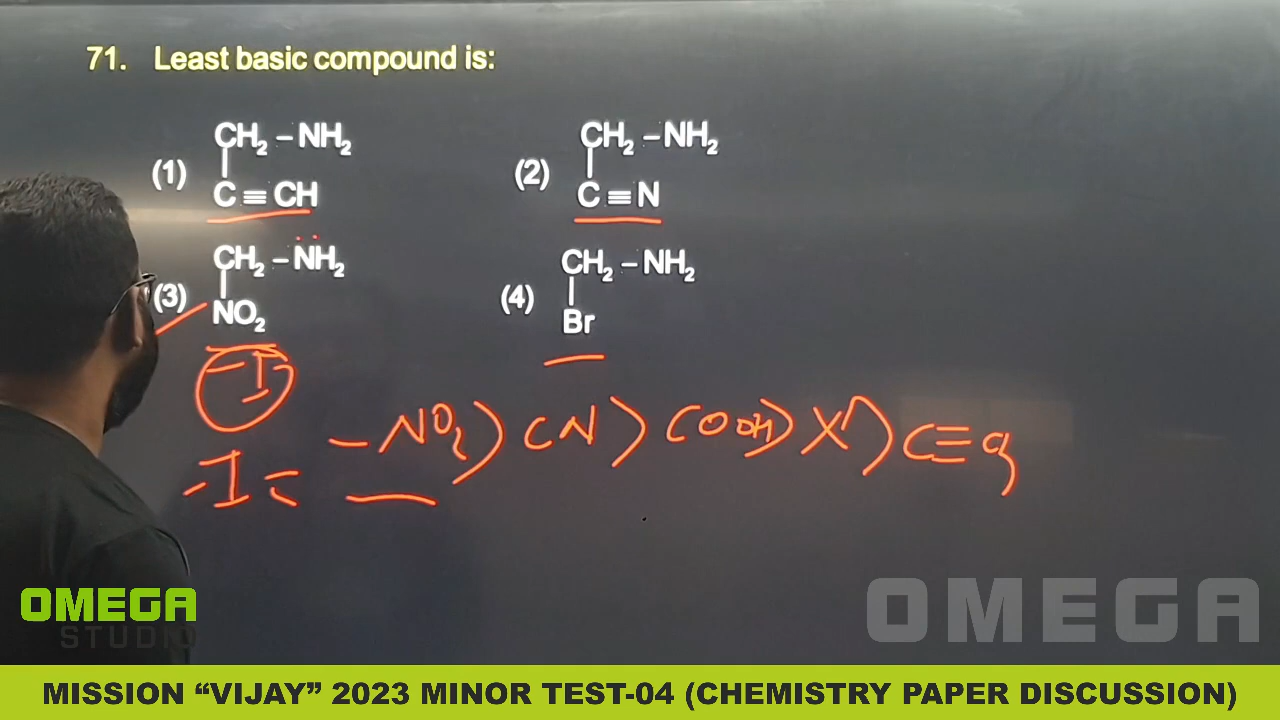 71. Least basic compound is:
(1) CH₂ – NH₂
C ≡ CH
(2) CH₂ – NH₂
C ≡ N
(3) CH₂ – NH₂
NO₂
(4) CH₂ – NH₂
Br
-I
-I = -NO₂ > CN > COOH > X > C≡
OMEGA
STUDIO
OMEGA
MISSION “VIJAY” 2023 MINOR TEST-04 (CHEMISTRY PAPER DISCUSSION)